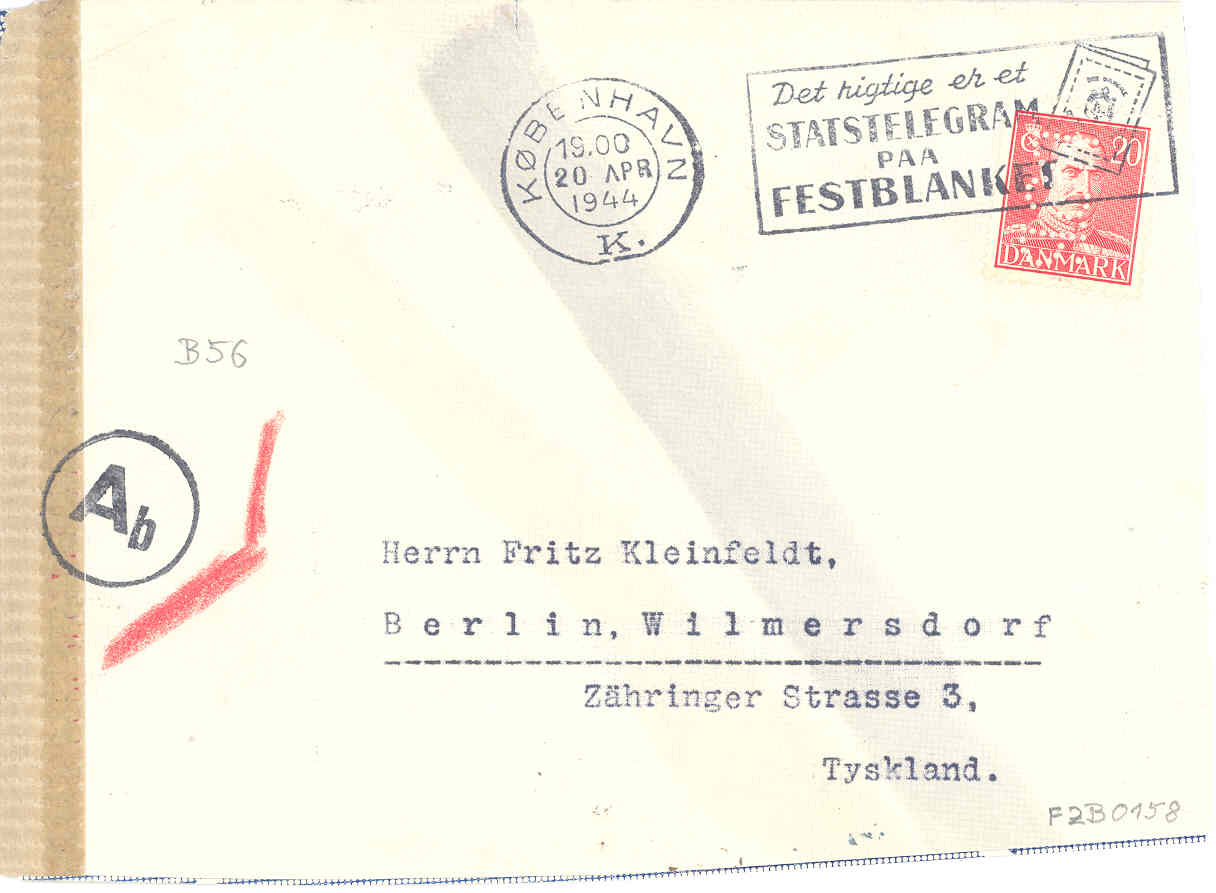 KØBENHAVN
19.00
20 APR
1944
K.
Det rigtige er et
STATSTELEGRAM
PAA
FESTBLANKET
20
DANMARK
B56
Ab
Herrn Fritz Kleinfeldt,
Berlin, Wilmersdorf
Zähringer Strasse 3,
Tyskland.
F2B0158